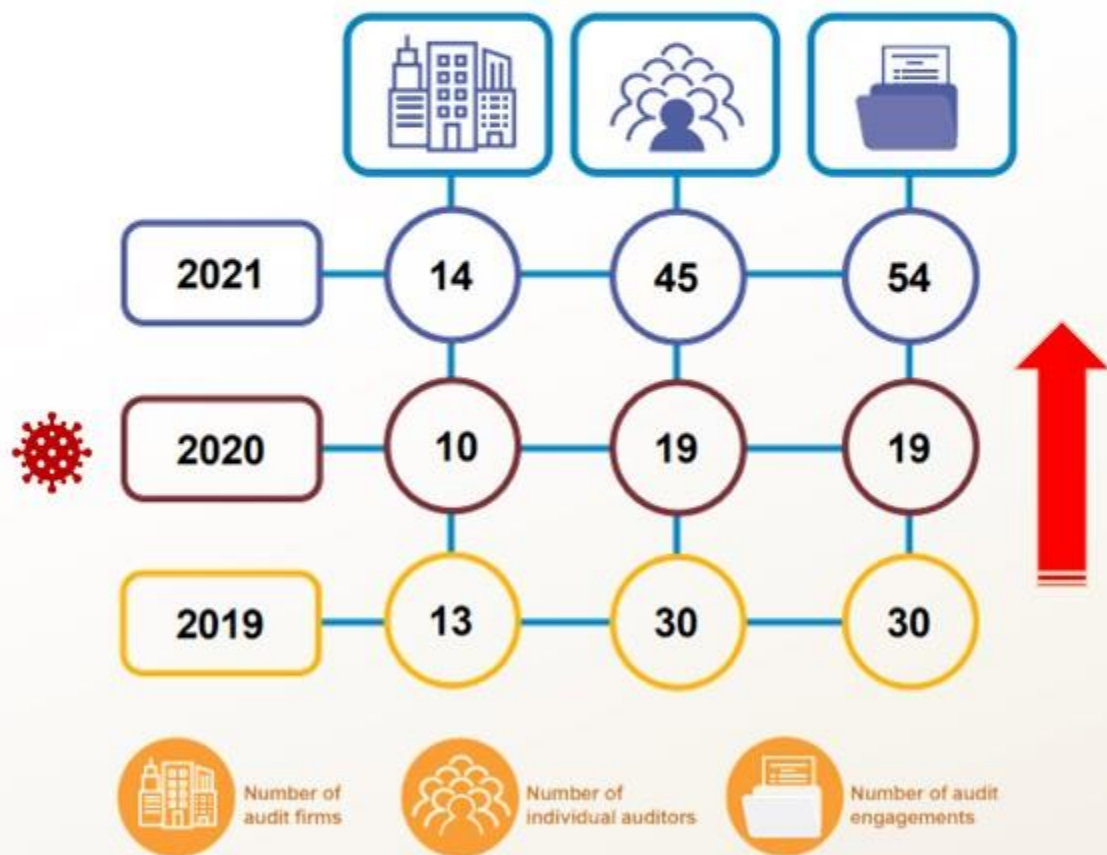 2021
14
45
54
2020
10
19
19
2019
13
30
30
Number of
audit firms
Number of
individual auditors
Number of audit
engagements